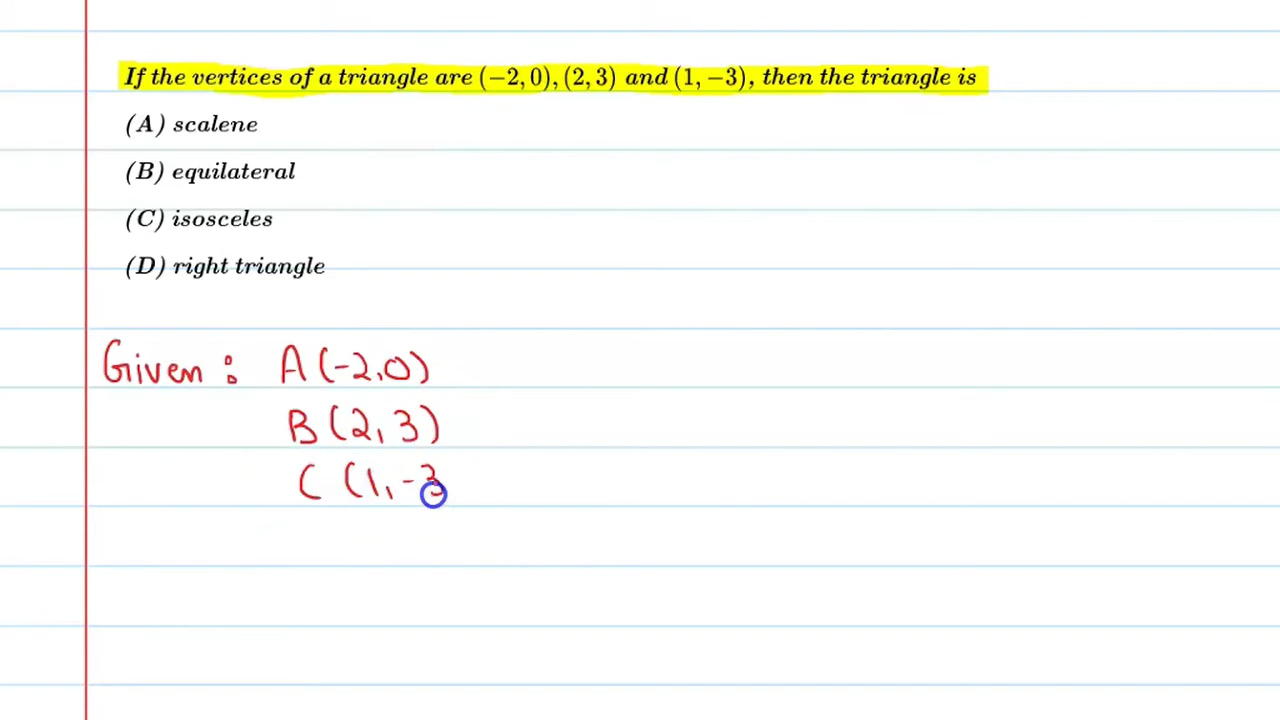 If the vertices of a triangle are (−2, 0), (2, 3) and (1, −3), then the triangle is
(A) scalene
(B) equilateral
(C) isosceles
(D) right triangle
Given : A (-2,0)
B (2, 3)
C (1, -3